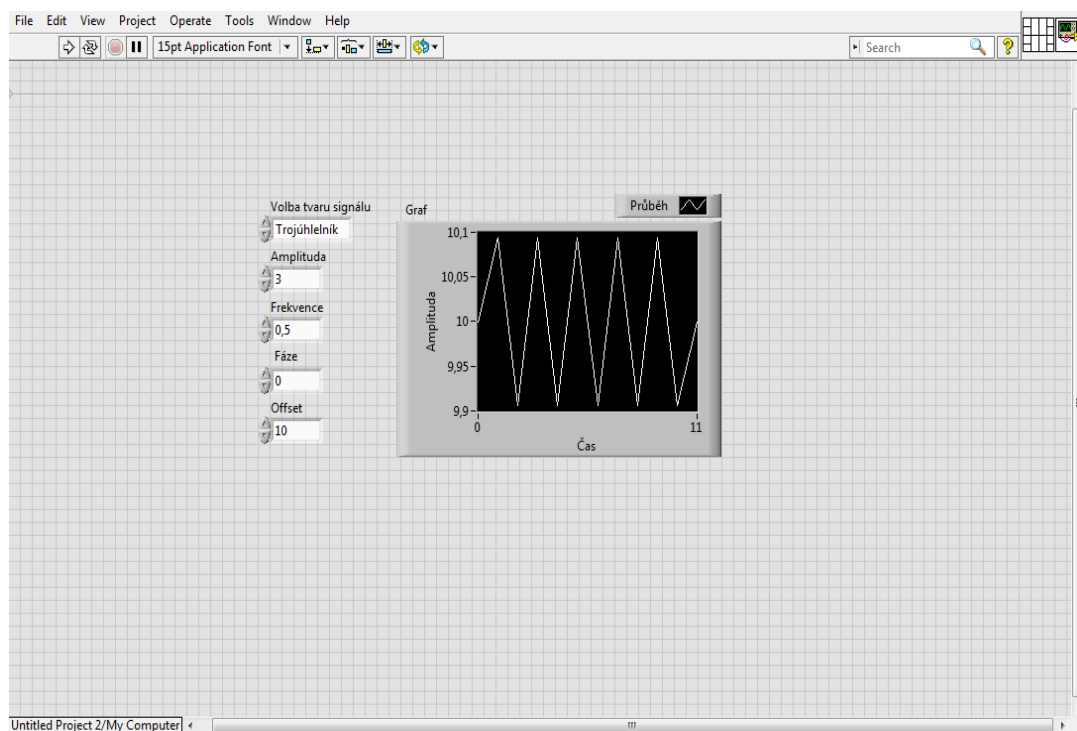 File Edit View Project Operate Tools Window Help
15pt Application Font
Search
Volba tvaru signálu
Trojúhlelník
Amplituda
3
Frekvence
0,5
Fáze
0
Offset
10
Graf
Průběh
10,1
10,05
10
9,95
9,9
Amplituda
0
11
Čas
Untitled Project 2/My Computer